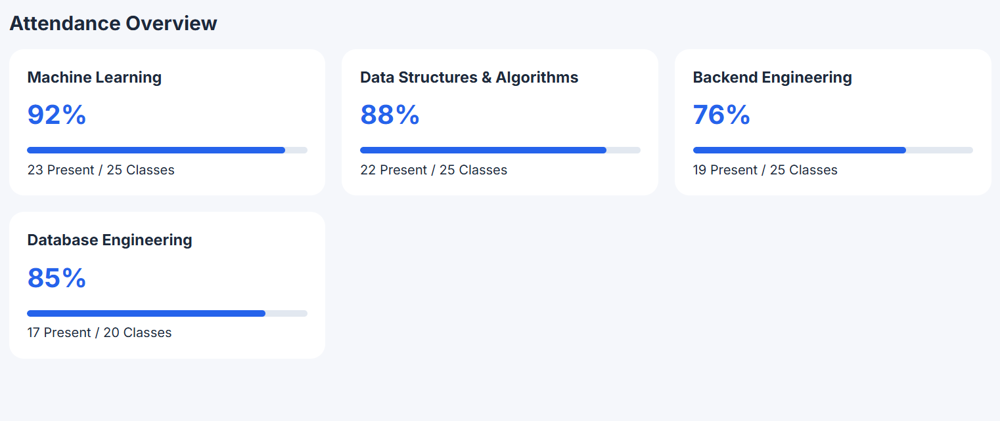 Attendance Overview
Machine Learning
92%
23 Present / 25 Classes
Data Structures & Algorithms
88%
22 Present / 25 Classes
Backend Engineering
76%
19 Present / 25 Classes
Database Engineering
85%
17 Present / 20 Classes